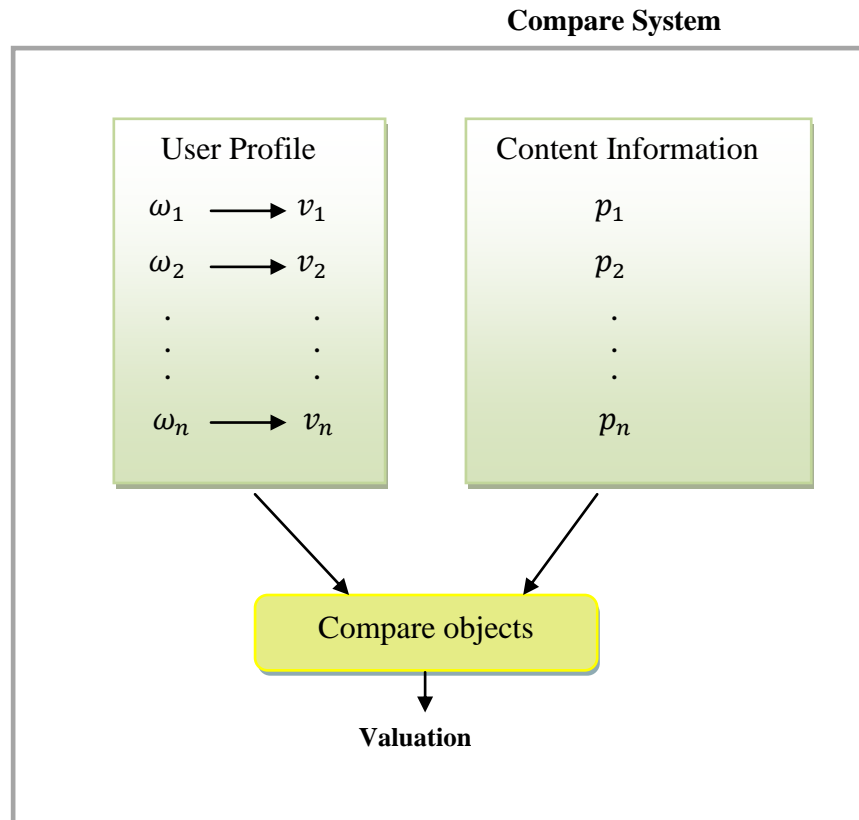 Compare System
User Profile
𝜔₁ → 𝑣₁
𝜔₂ → 𝑣₂
. .
. .
. .
𝜔ₙ → 𝑣ₙ
Content Information
𝑝₁
𝑝₂
.
.
.
𝑝ₙ
Compare objects
Valuation